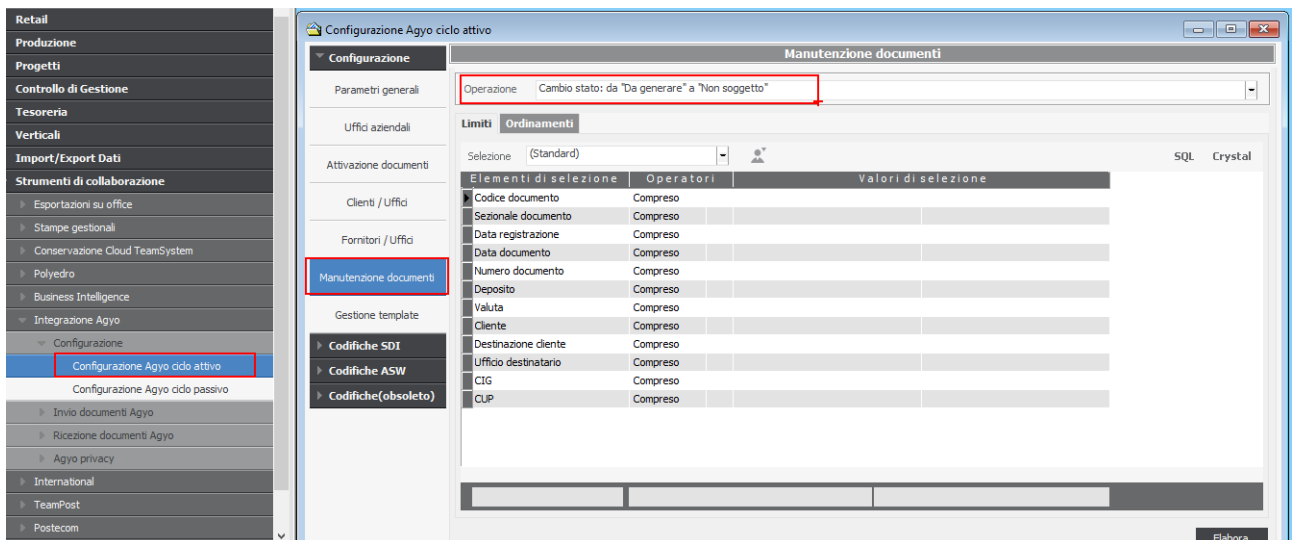 Retail
Produzione
Progetti
Controllo di Gestione
Tesoreria
Verticali
Import/Export Dati
Strumenti di collaborazione
Esportazioni su office
Stampe gestionali
Conservazione Cloud TeamSystem
Polyedro
Business Intelligence
Integrazione Agyo
Configurazione
Configurazione Agyo ciclo attivo
Configurazione Agyo ciclo passivo
Invio documenti Agyo
Ricezione documenti Agyo
Agyo privacy
International
TeamPost
Postecom
Configurazione Agyo ciclo attivo
Configurazione
Parametri generali
Uffici aziendali
Attivazione documenti
Clienti / Uffici
Fornitori / Uffici
Manutenzione documenti
Gestione template
Codifiche SDI
Codifiche ASW
Codifiche(obsoleto)
Manutenzione documenti
Operazione Cambio stato: da "Da generare" a "Non soggetto"
Limiti Ordinamenti
Selezione (Standard) SQL Crystal
Elementi di selezione Operatori Valori di selezione
Codice documento Compreso
Sezionale documento Compreso
Data registrazione Compreso
Data documento Compreso
Numero documento Compreso
Deposito Compreso
Valuta Compreso
Cliente Compreso
Destinazione cliente Compreso
Ufficio destinatario Compreso
CIG Compreso
CUP Compreso
Elabora